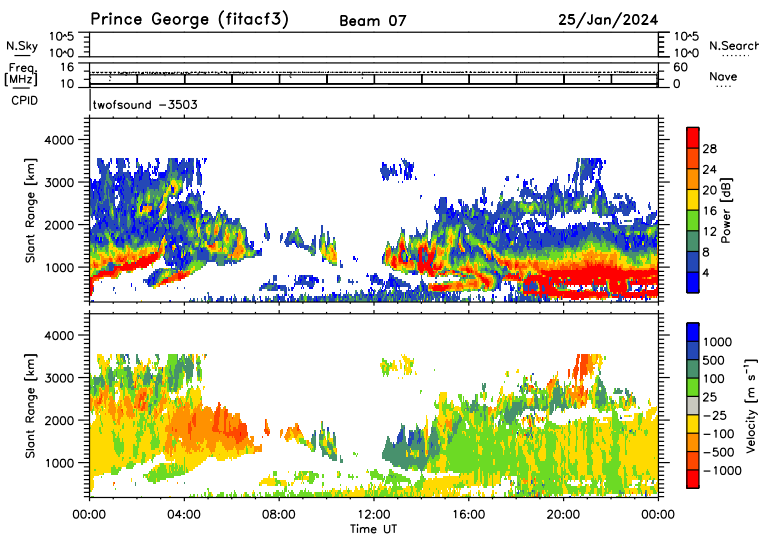 Prince George (fitacf3) Beam 07 25/Jan/2024
N.Sky 10^5 10^0 10^5 10^0 N.Search
Freq. [MHz] 16 10 60 0 Nave
CPID twofsound -3503
Slant Range [km] 4000 3000 2000 1000
28 24 20 16 12 8 4 Power [dB]
Slant Range [km] 4000 3000 2000 1000
1000 500 100 25 -25 -100 -500 -1000 Velocity [m s⁻¹]
00:00 04:00 08:00 12:00 16:00 20:00 00:00
Time UT